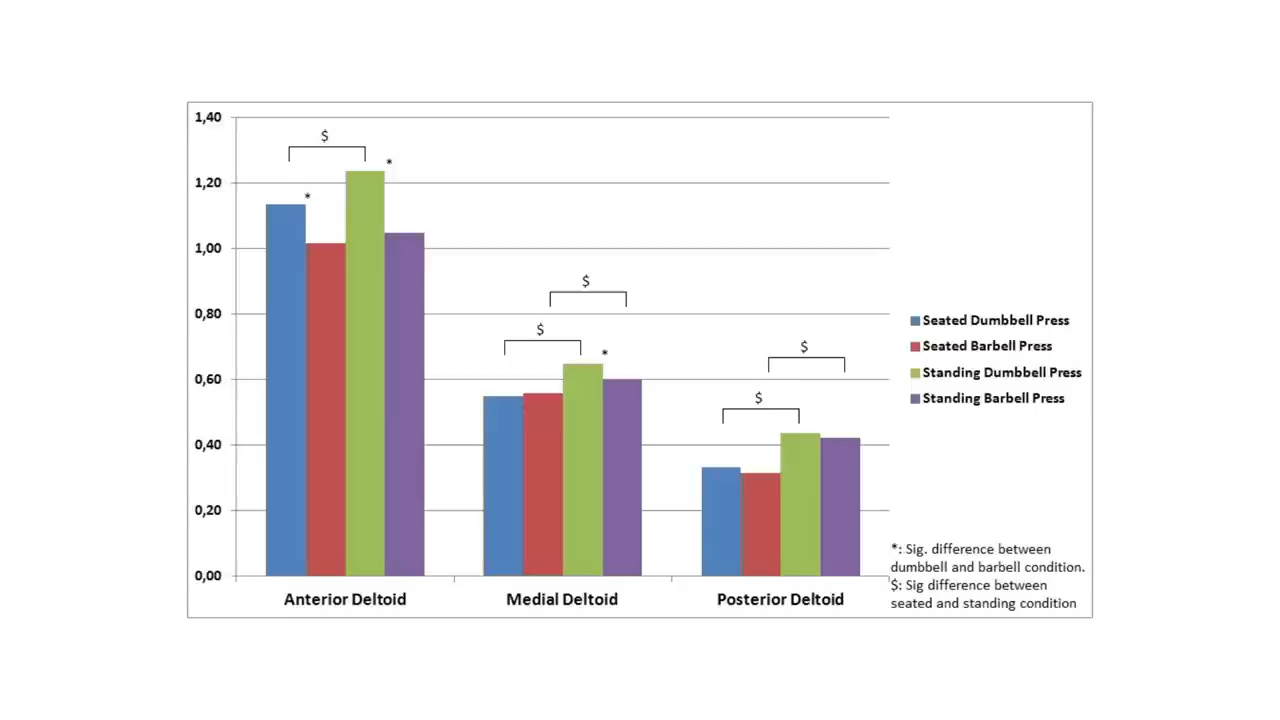 1,40
1,20
1,00
0,80
0,60
0,40
0,20
0,00
$
*
*
$
$
*
$
$
Anterior Deltoid
Medial Deltoid
Posterior Deltoid
Seated Dumbbell Press
Seated Barbell Press
Standing Dumbbell Press
Standing Barbell Press
*: Sig. difference between
dumbbell and barbell condition.
$: Sig difference between
seated and standing condition